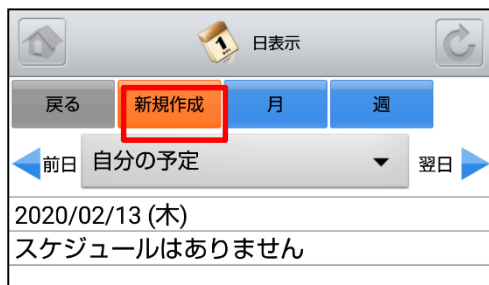 1 日表示
戻る 新規作成 月 週
前日 自分の予定 翌日
2020/02/13 (木)
スケジュールはありません